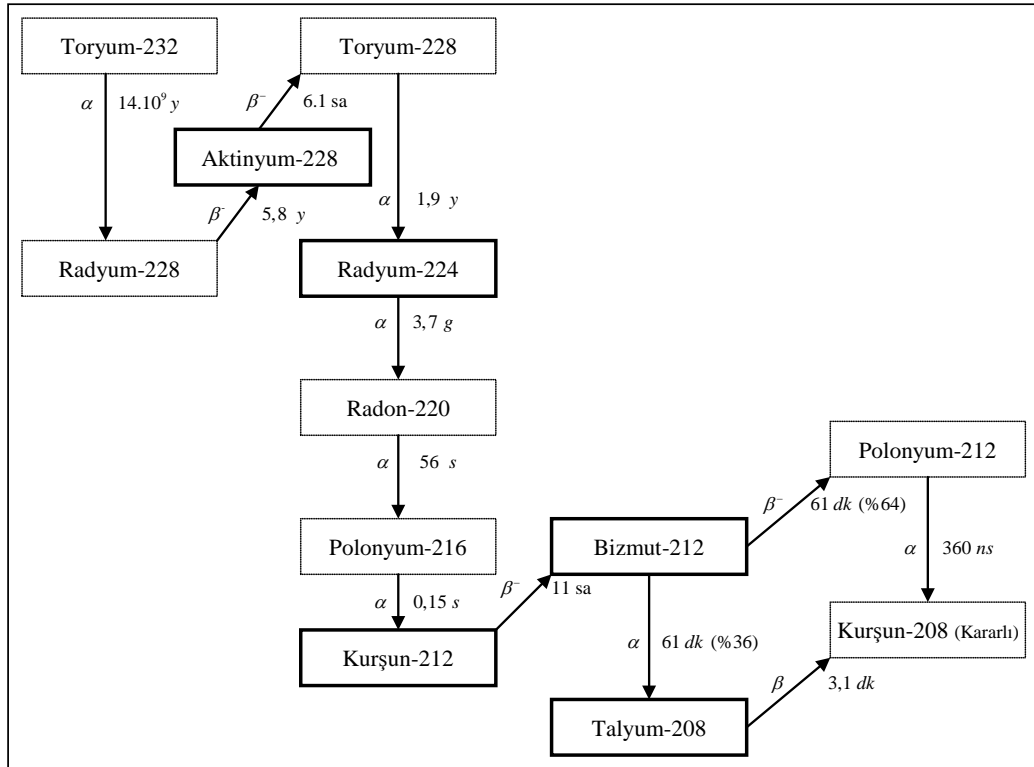 Toryum-232
Toryum-228
α 14.10⁹ y
β⁻ 6.1 sa
Aktinyum-228
β⁻ 5,8 y
α 1,9 y
Radyum-228
Radyum-224
α 3,7 g
Radon-220
α 56 s
Polonyum-212
Polonyum-216
Bizmut-212
β⁻ 61 dk (%64)
α 360 ns
α 0,15 s
β⁻ 11 sa
Kurşun-208 (Kararlı)
Kurşun-212
α 61 dk (%36)
β 3,1 dk
Talyum-208